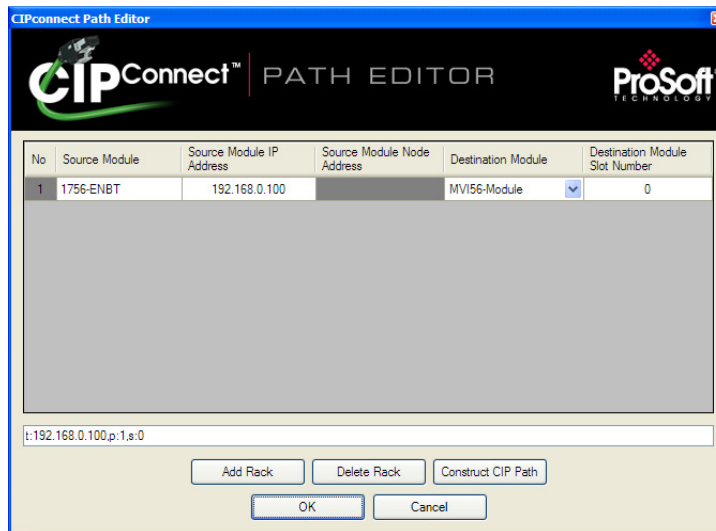 CIPconnect Path Editor
CIPConnect™ PATH EDITOR
ProSoft®
TECHNOLOGY
No Source Module Source Module IP Address Source Module Node Address Destination Module Destination Module Slot Number
1 1756-ENBT 192.168.0.100 MVI56-Module 0
t:192.168.0.100,p:1,s:0
Add Rack Delete Rack Construct CIP Path
OK Cancel